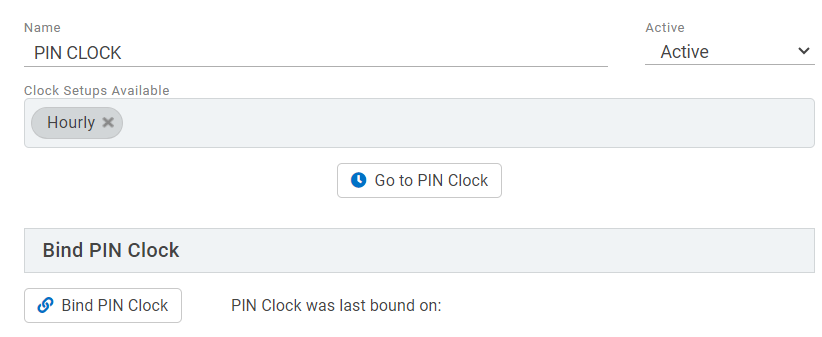 Name
Active
PIN CLOCK
Active
Clock Setups Available
Hourly
Go to PIN Clock
Bind PIN Clock
Bind PIN Clock
PIN Clock was last bound on: